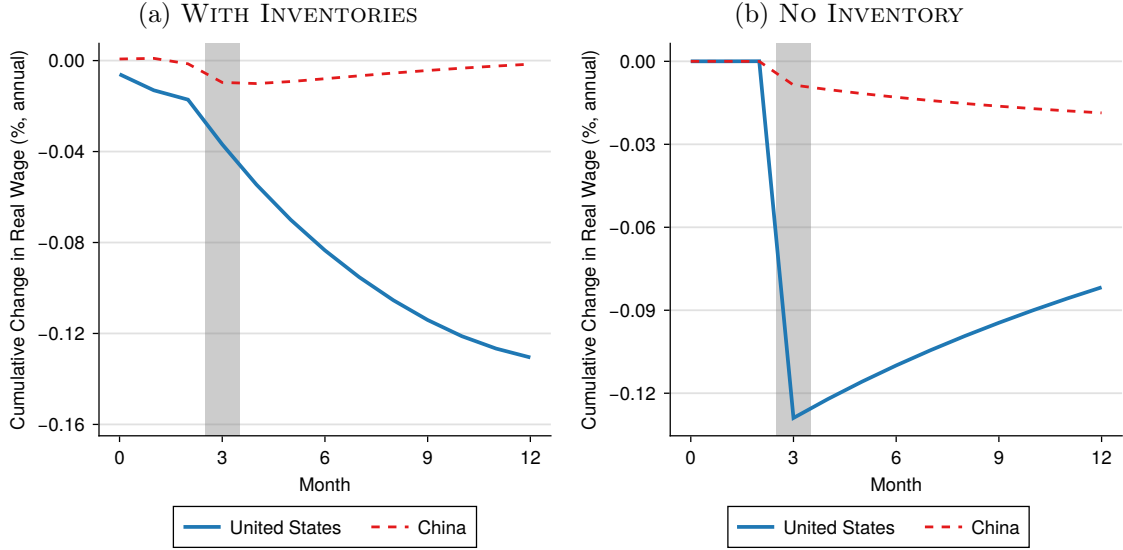 (a) WITH INVENTORIES
Cumulative Change in Real Wage (%, annual)
0.00
−0.04
−0.08
−0.12
−0.16
0 3 6 9 12
Month
United States China
(b) NO INVENTORY
Cumulative Change in Real Wage (%, annual)
0.00
−0.03
−0.06
−0.09
−0.12
0 3 6 9 12
Month
United States China